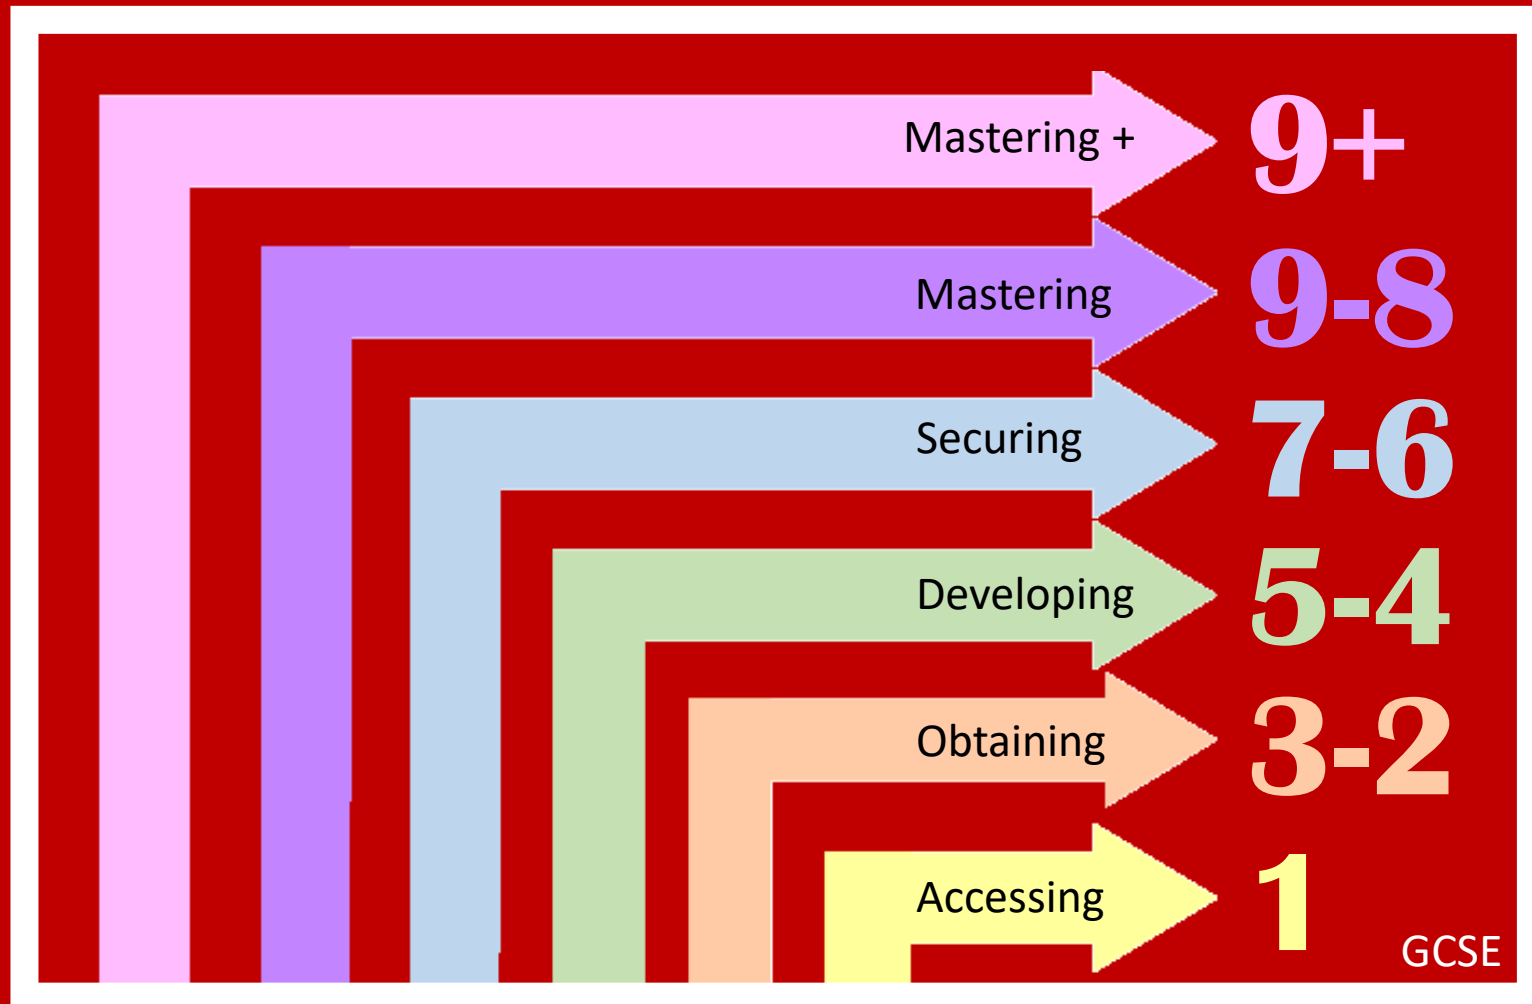 Mastering + 9+
Mastering 9-8
Securing 7-6
Developing 5-4
Obtaining 3-2
Accessing 1
GCSE